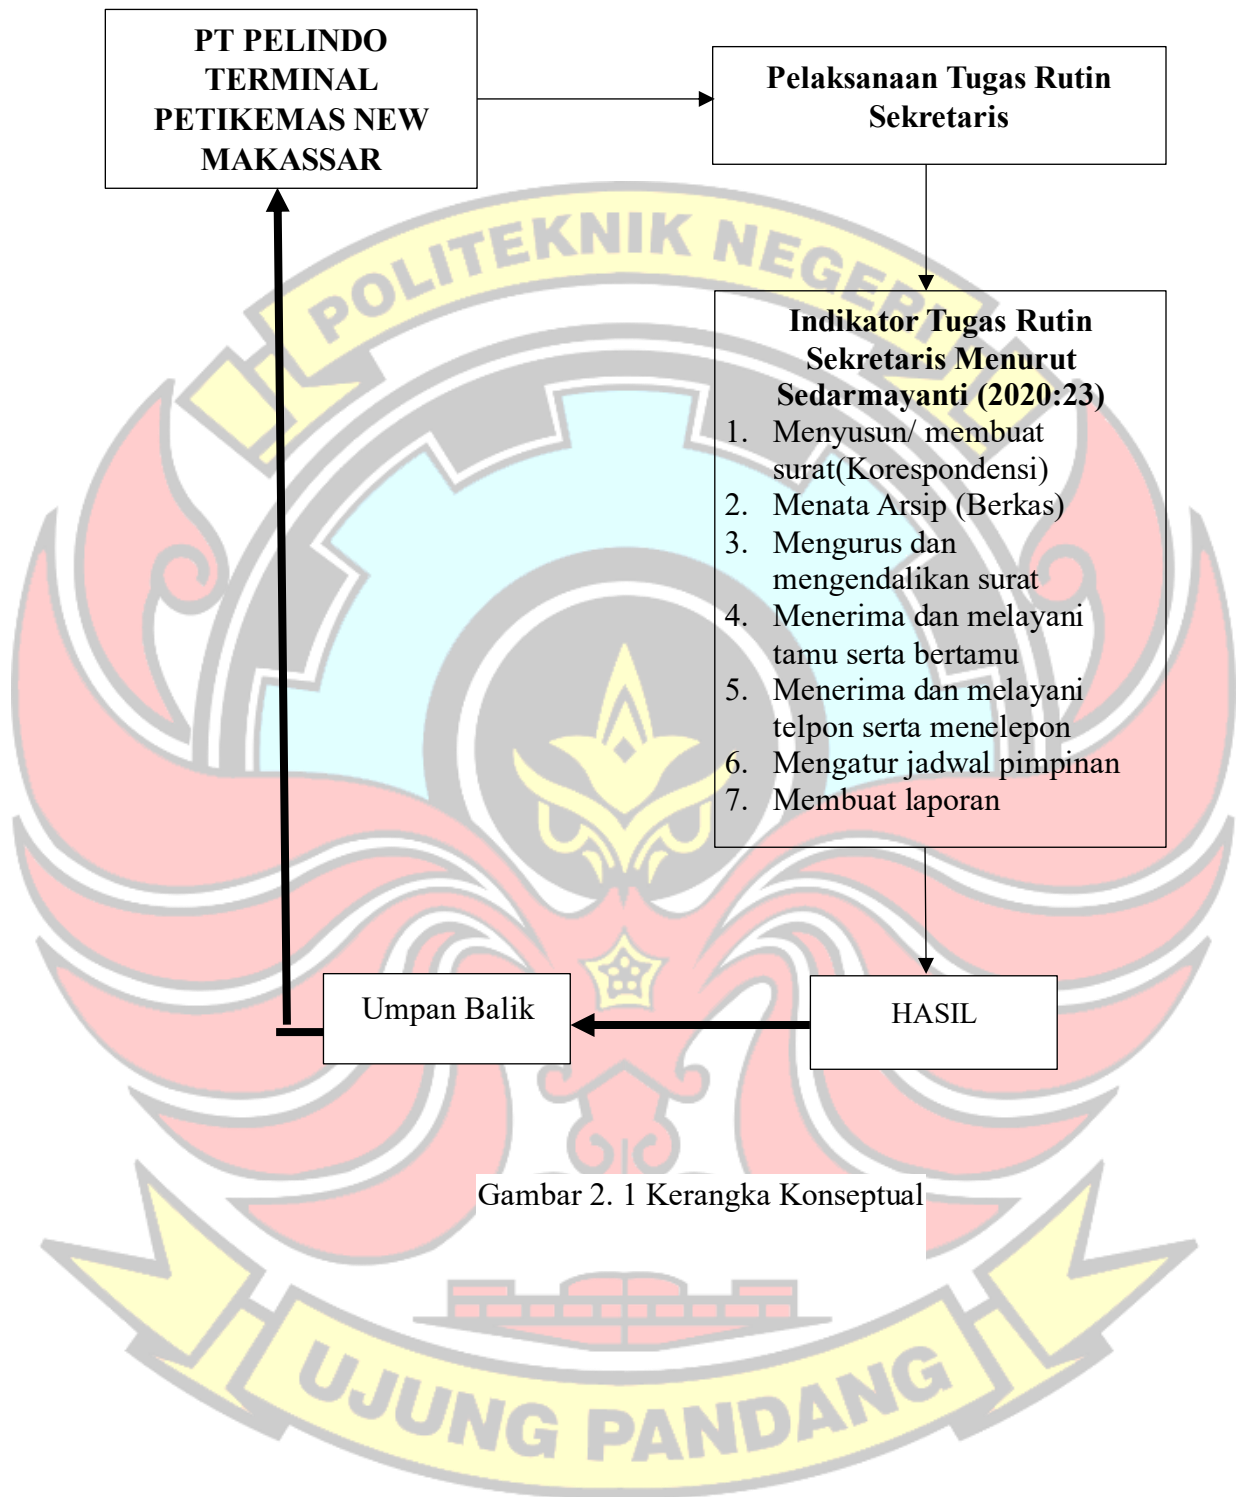 PT PELINDO
TERMINAL
PETIKEMAS NEW
MAKASSAR
Pelaksanaan Tugas Rutin
Sekretaris
POLITEKNIK NEGERI
Indikator Tugas Rutin
Sekretaris Menurut
Sedarmayanti (2020:23)
1. Menyusun/ membuat
surat(Korespondensi)
2. Menata Arsip (Berkas)
3. Mengurus dan
mengendalikan surat
4. Menerima dan melayani
tamu serta bertamu
5. Menerima dan melayani
telpon serta menelepon
6. Mengatur jadwal pimpinan
7. Membuat laporan
Umpan Balik
HASIL
Gambar 2. 1 Kerangka Konseptual
UJUNG PANDANG